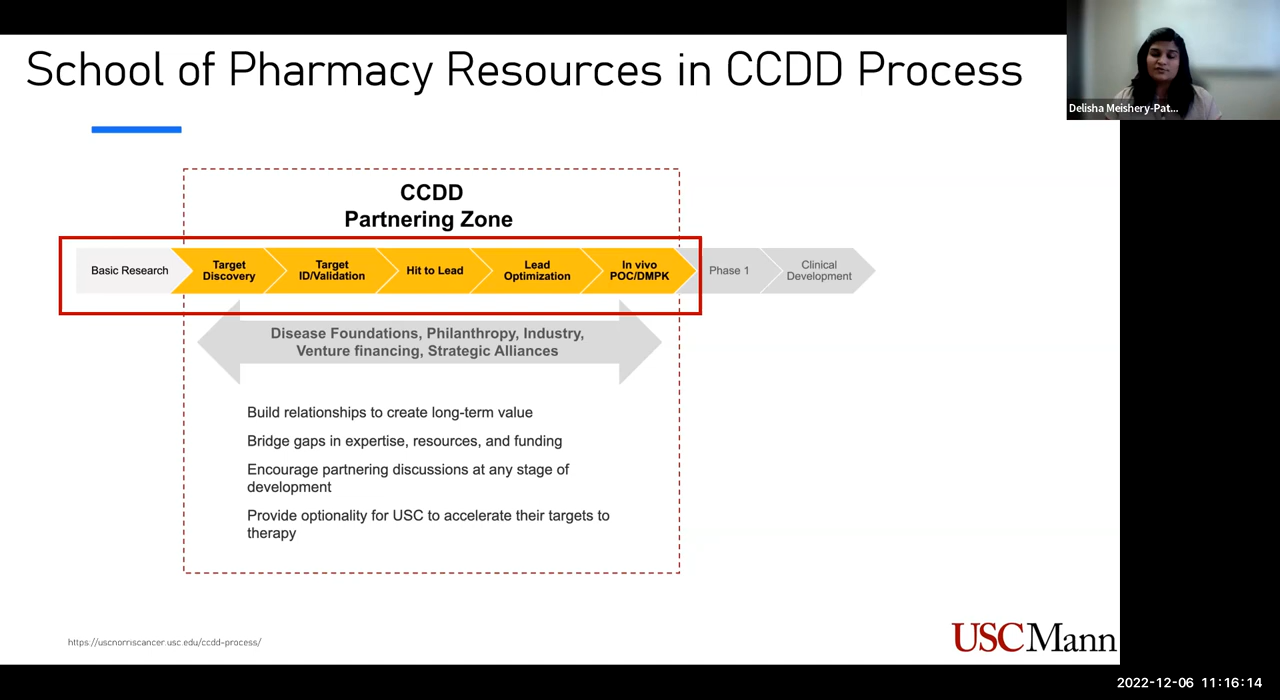 School of Pharmacy Resources in CCDD Process
Delisha Meishery-Pat...
CCDD
Partnering Zone
Basic Research
Target
Discovery
Target
ID/Validation
Hit to Lead
Lead
Optimization
In vivo
POC/DMPK
Phase 1
Clinical
Development
Disease Foundations, Philanthropy, Industry,
Venture financing, Strategic Alliances
Build relationships to create long-term value
Bridge gaps in expertise, resources, and funding
Encourage partnering discussions at any stage of
development
Provide optionality for USC to accelerate their targets to
therapy
https://uscnorriscancer.usc.edu/ccdd-process/
USC Mann
2022-12-06 11:16:14